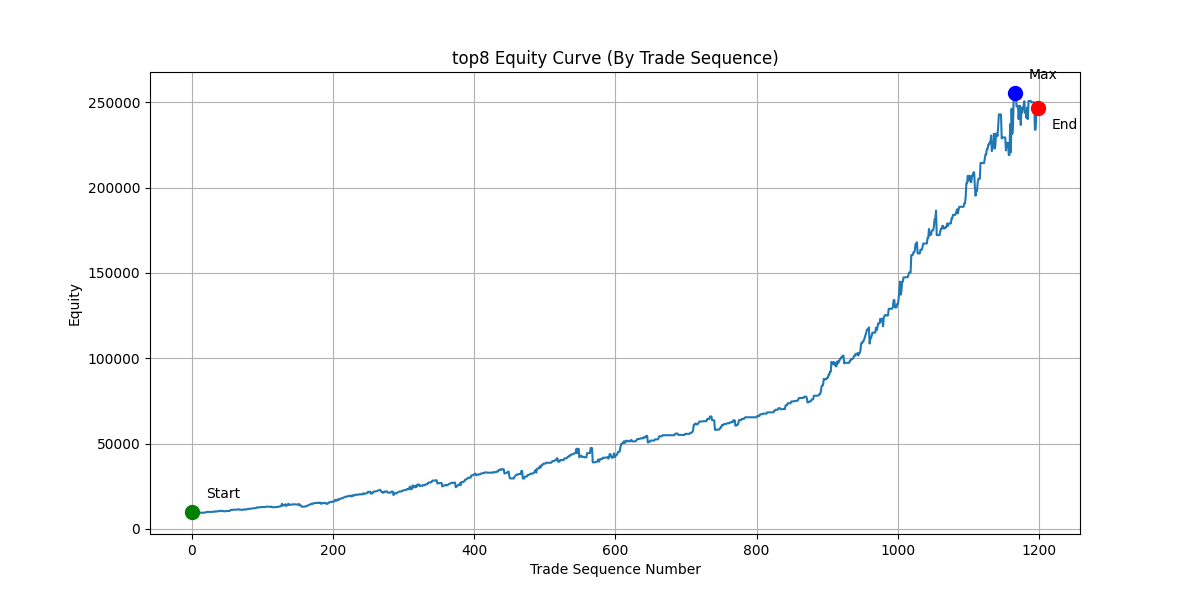 top8 Equity Curve (By Trade Sequence)
Max
250000
End
200000
150000
Equity
100000
50000
Start
0
0 200 400 600 800 1000 1200
Trade Sequence Number